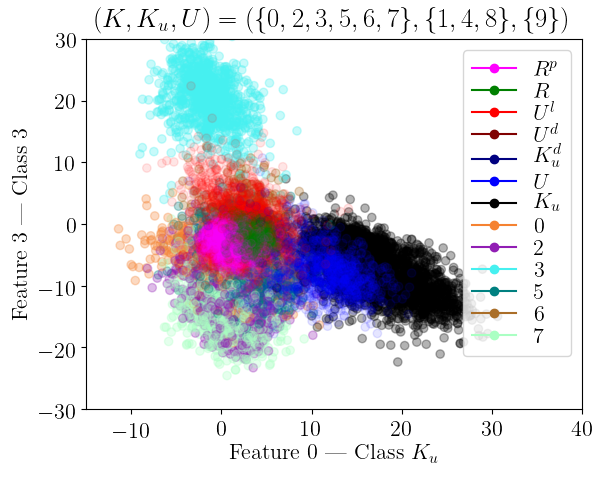 (K, K_u, U) = ({0, 2, 3, 5, 6, 7}, {1, 4, 8}, {9})
30
20
10
0
−10
−20
−30
Feature 3 — Class 3
R^p
R
U^l
U^d
K_u^d
U
K_u
0
2
3
5
6
7
−10
0
10
20
30
40
Feature 0 — Class K_u